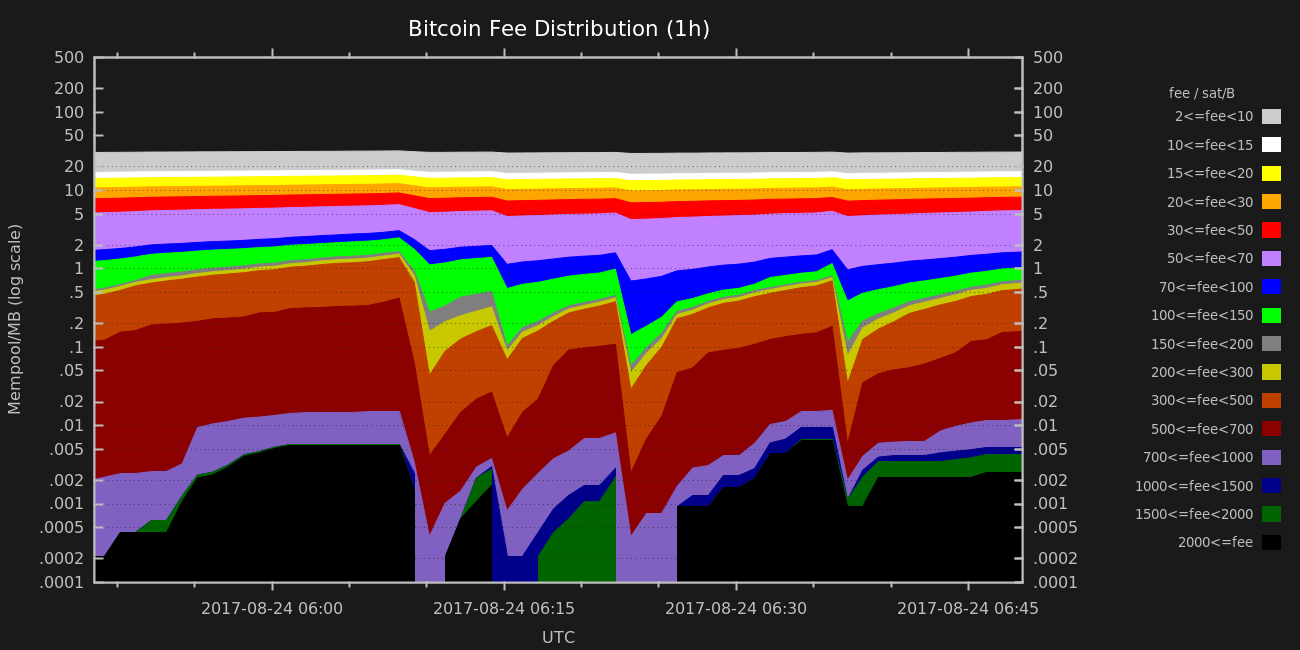 Bitcoin Fee Distribution (1h)
Mempool/MB (log scale)
500
200
100
50
20
10
5
2
1
.5
.2
.1
.05
.02
.01
.005
.002
.001
.0005
.0002
.0001
500
200
100
50
20
10
5
2
1
.5
.2
.1
.05
.02
.01
.005
.002
.001
.0005
.0002
.0001
2017-08-24 06:00
2017-08-24 06:15
2017-08-24 06:30
2017-08-24 06:45
UTC
fee / sat/B
2<=fee<10
10<=fee<15
15<=fee<20
20<=fee<30
30<=fee<50
50<=fee<70
70<=fee<100
100<=fee<150
150<=fee<200
200<=fee<300
300<=fee<500
500<=fee<700
700<=fee<1000
1000<=fee<1500
1500<=fee<2000
2000<=fee